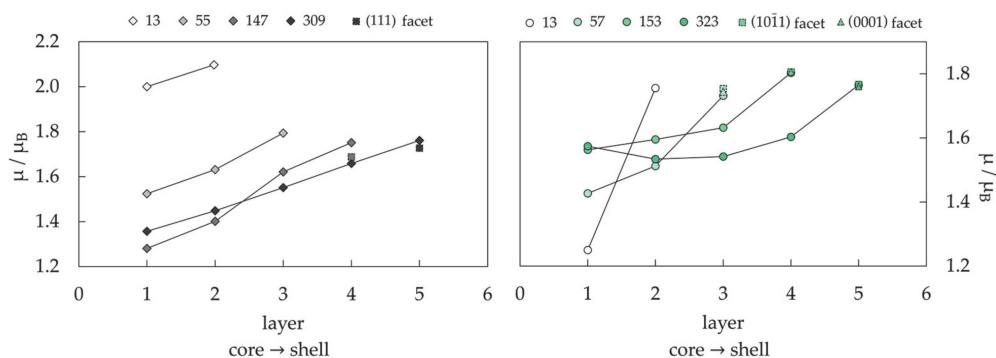 13 55 147 309 (111) facet
2.2
2.0
1.8
1.6
1.4
1.2
μ / μB
0 1 2 3 4 5 6
layer
core → shell
13 57 153 323 (101̄1) facet (0001) facet
1.8
1.6
1.4
1.2
μ / μB
0 1 2 3 4 5 6
layer
core → shell